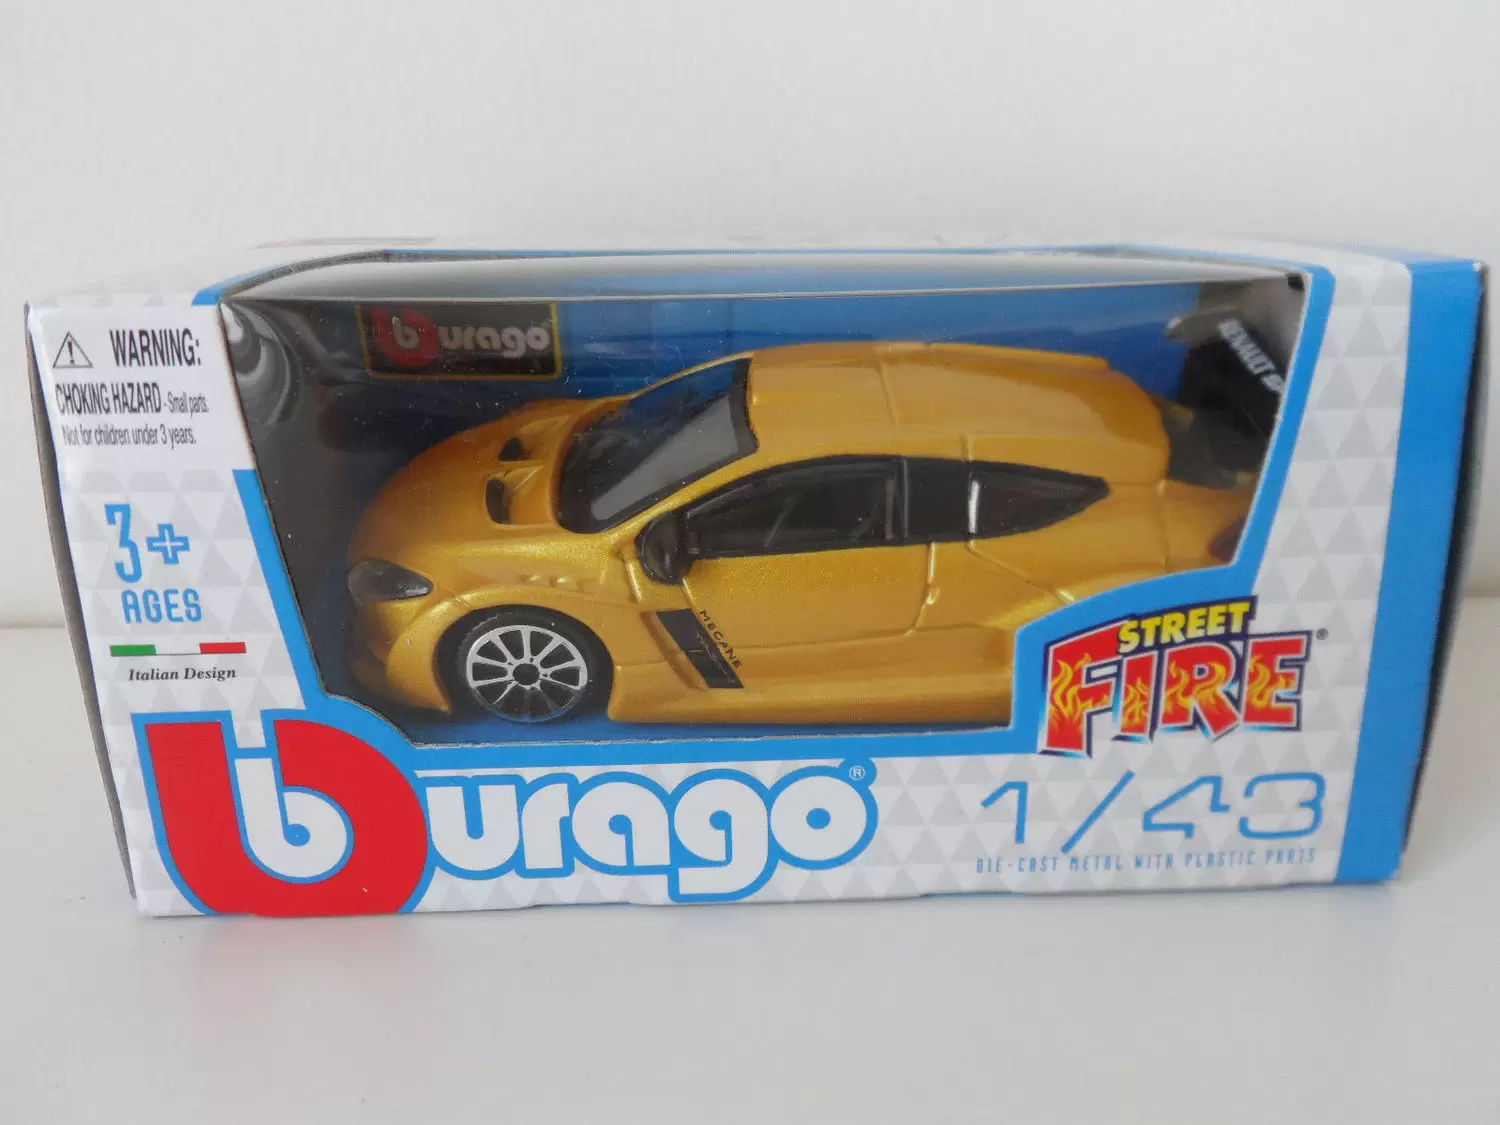 WARNING:
CHOKING HAZARD - Small parts.
Not for children under 3 years.
3+
AGES
Italian Design
burago
RENAULT
MEGANE
STREET
FIRE®
burago®
1/43
DIE-CAST METAL WITH PLASTIC PARTS